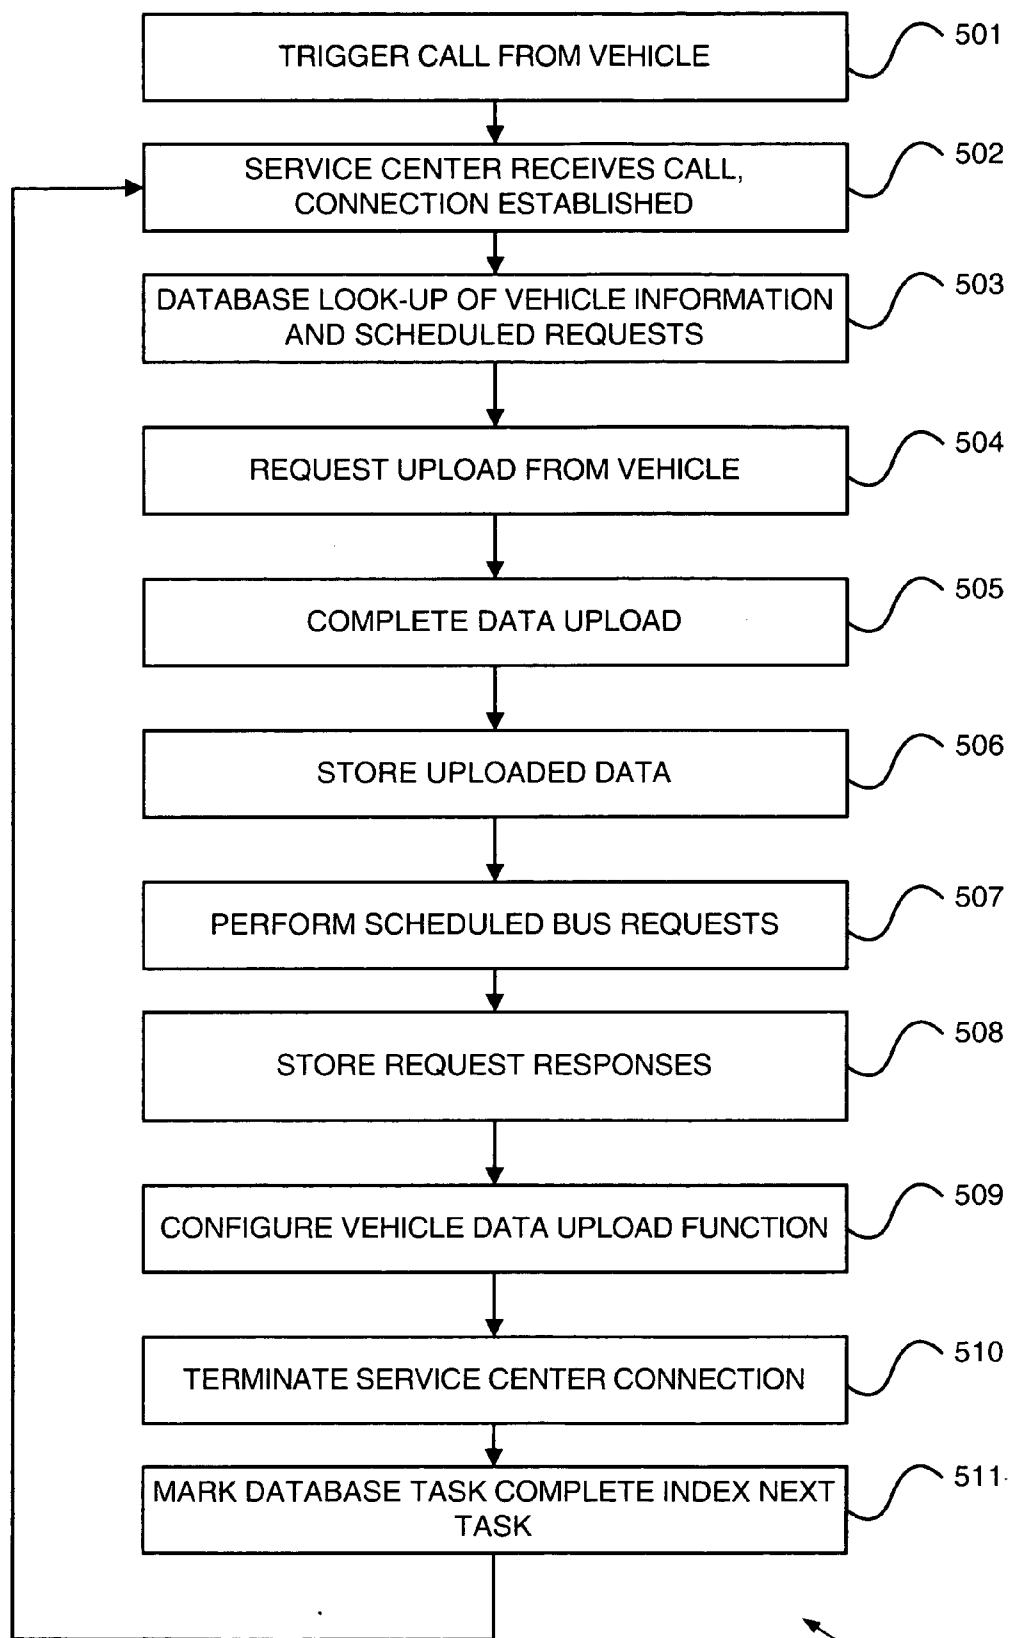 TRIGGER CALL FROM VEHICLE
501
SERVICE CENTER RECEIVES CALL,
CONNECTION ESTABLISHED
502
DATABASE LOOK-UP OF VEHICLE INFORMATION
AND SCHEDULED REQUESTS
503
REQUEST UPLOAD FROM VEHICLE
504
COMPLETE DATA UPLOAD
505
STORE UPLOADED DATA
506
PERFORM SCHEDULED BUS REQUESTS
507
STORE REQUEST RESPONSES
508
CONFIGURE VEHICLE DATA UPLOAD FUNCTION
509
TERMINATE SERVICE CENTER CONNECTION
510
MARK DATABASE TASK COMPLETE INDEX NEXT
TASK
511